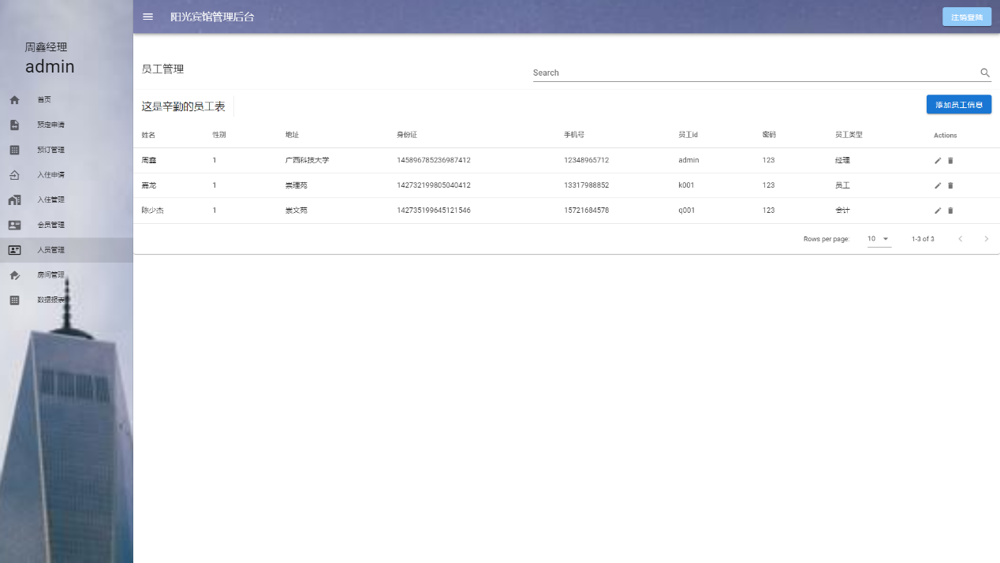 阳光宾馆管理后台
注销登陆
周鑫经理
admin
首页
预定申请
预订管理
入住申请
入住管理
会员管理
人员管理
房间管理
数据报表
员工管理
Search
这是辛勤的员工表
添加员工信息
姓名 性别 地址 身份证 手机号 员工id 密码 员工类型 Actions
周鑫 1 广西科技大学 145896785236987412 12348965712 admin 123 经理
嘉龙 1 崇理苑 142732199805040412 13317988852 k001 123 员工
陈少杰 1 崇文苑 142735199645121546 15721684578 q001 123 会计
Rows per page: 10 1-3 of 3